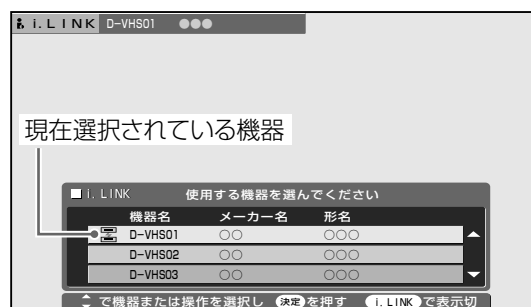 i.LINK D-VHS01 ●●●
現在選択されている機器
■ i.LINK 使用する機器を選んでください
機器名 メーカー名 形名
D-VHS01 ○○ ○○○
D-VHS02 ○○ ○○○
D-VHS03 ○○ ○○○
で機器または操作を選択し 決定 を押す i.LINK で表示切